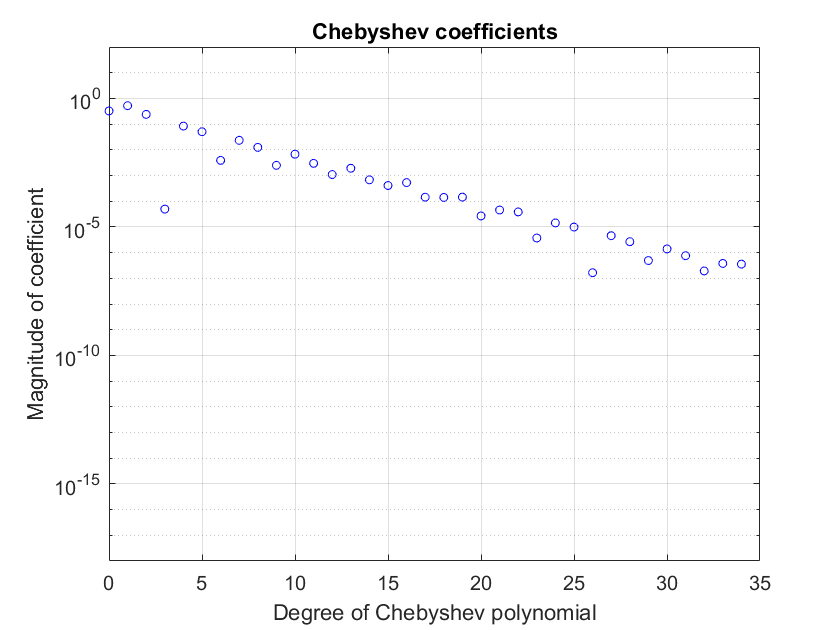 Chebyshev coefficients
Magnitude of coefficient
10^0
10^-5
10^-10
10^-15
0 5 10 15 20 25 30 35
Degree of Chebyshev polynomial